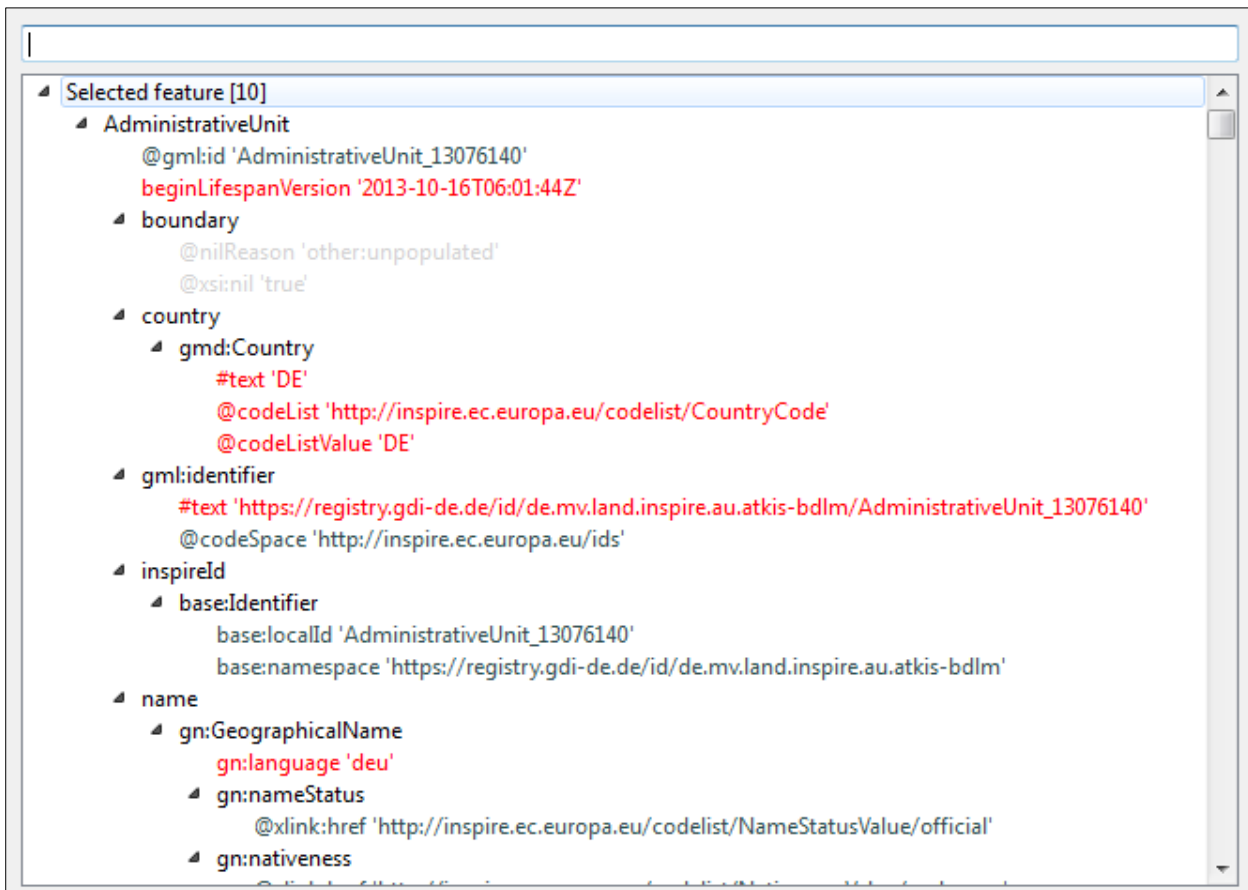 Selected feature [10]
AdministrativeUnit
@gml:id 'AdministrativeUnit_13076140'
beginLifespanVersion '2013-10-16T06:01:44Z'
boundary
@nilReason 'other:unpopulated'
@xsi:nil 'true'
country
gmd:Country
#text 'DE'
@codeList 'http://inspire.ec.europa.eu/codelist/CountryCode'
@codeListValue 'DE'
gml:identifier
#text 'https://registry.gdi-de.de/id/de.mv.land.inspire.au.atkis-bdlm/AdministrativeUnit_13076140'
@codeSpace 'http://inspire.ec.europa.eu/ids'
inspireId
base:Identifier
base:localId 'AdministrativeUnit_13076140'
base:namespace 'https://registry.gdi-de.de/id/de.mv.land.inspire.au.atkis-bdlm'
name
gn:GeographicalName
gn:language 'deu'
gn:nameStatus
@xlink:href 'http://inspire.ec.europa.eu/codelist/NameStatusValue/official'
gn:nativeness